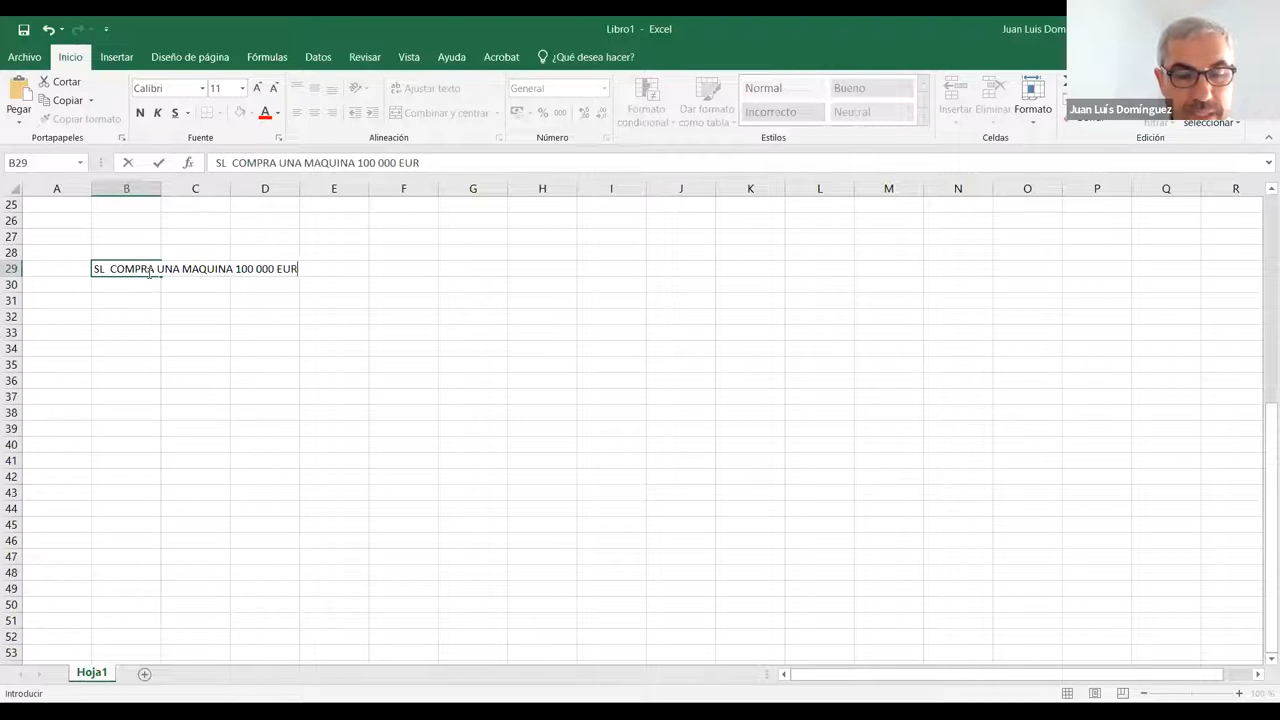 Libro1 - Excel
Juan Luis Dom
Archivo Inicio Insertar Diseño de página Fórmulas Datos Revisar Vista Ayuda Acrobat ¿Qué desea hacer?
Pegar
Cortar
Copiar
Copiar formato
Portapapeles
Calibri 11
N K S
Fuente
Ajustar texto
Combinar y centrar
Alineación
General
% 000
Número
Formato condicional
Dar formato como tabla
Normal Bueno
Incorrecto Neutral
Estilos
Insertar Eliminar Formato
Celdas
seleccionar
Edición
Juan Luís Domínguez
B29 fx SL COMPRA UNA MAQUINA 100 000 EUR
A B C D E F G H I J K L M N O P Q R
25
26
27
28
29 SL COMPRA UNA MAQUINA 100 000 EUR
30
31
32
33
34
35
36
37
38
39
40
41
42
43
44
45
46
47
48
49
50
51
52
53
Hoja1
Introducir
100 %